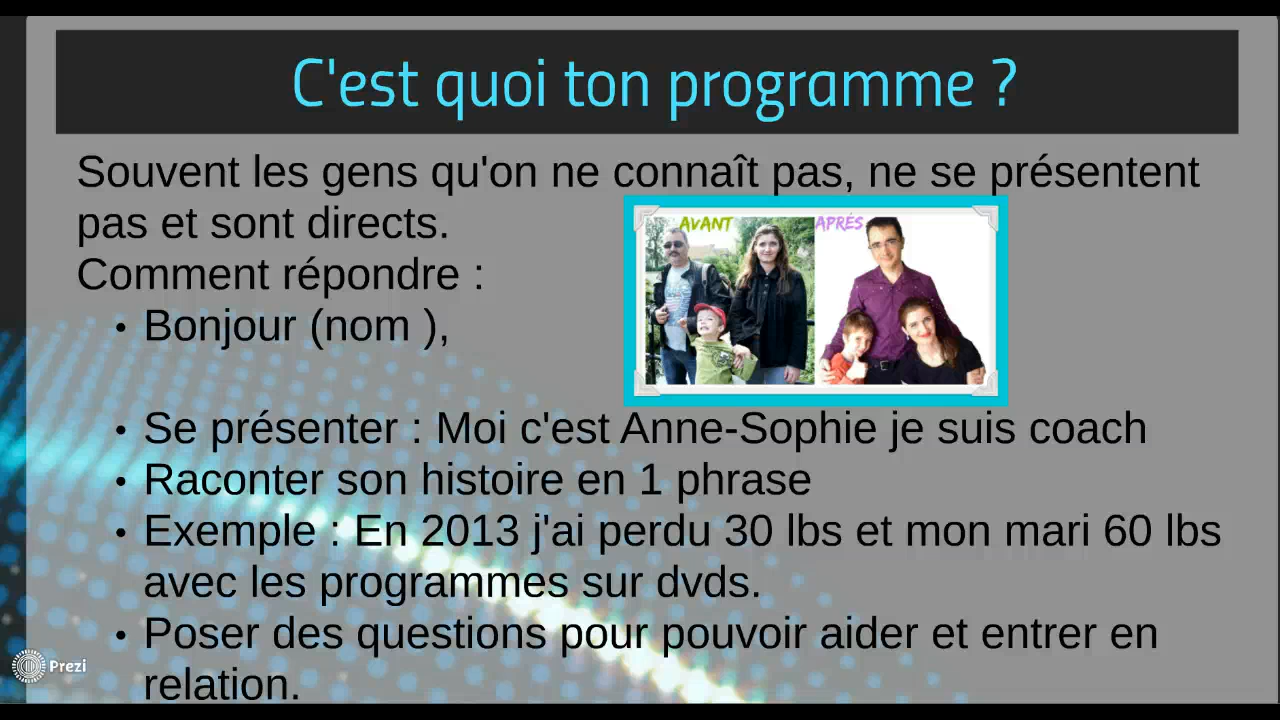 C'est quoi ton programme ?
Souvent les gens qu'on ne connaît pas, ne se présentent
pas et sont directs.
AVANT
APRÉS
Comment répondre :
• Bonjour (nom ),
• Se présenter : Moi c'est Anne-Sophie je suis coach
• Raconter son histoire en 1 phrase
• Exemple : En 2013 j'ai perdu 30 lbs et mon mari 60 lbs
avec les programmes sur dvds.
• Poser des questions pour pouvoir aider et entrer en
relation.
Prezi